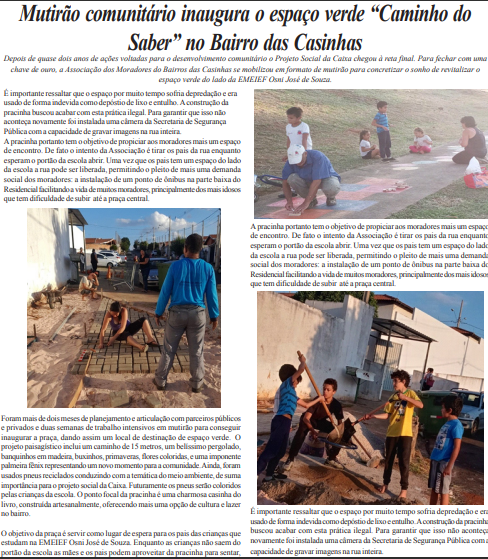 Mutirão comunitário inaugura o espaço verde “Caminho do
Saber” no Bairro das Casinhas
Depois de quase dois anos de ações voltadas para o desenvolvimento comunitário o Projeto Social da Caixa chegou à reta final. Para fechar com uma
chave de ouro, a Associação dos Moradores do Bairros das Casinhas se mobilizou em formato de mutirão para concretizar o sonho de revitalizar o
espaço verde do lado da EMEIEF Osni José de Souza.
É importante ressaltar que o espaço por muito tempo sofria depredação e era
usado de forma indevida como depósito de lixo e entulho. A construção da
pracinha buscou acabar com esta prática ilegal. Para garantir que isso não
aconteça novamente foi instalada uma câmera da Secretaria de Segurança
Pública com a capacidade de gravar imagens na rua inteira.
A pracinha portanto tem o objetivo de propiciar aos moradores mais um espaço
de encontro. De fato o intento da Associação é tirar os pais da rua enquanto
esperam o portão da escola abrir. Uma vez que os pais tem um espaço do lado
da escola a rua pode ser liberada, permitindo o pleito de mais uma demanda
social dos moradores: a instalação de um ponto de ônibus na parte baixa do
Residencial facilitando a vida de muitos moradores, principalmente dos mais idosos
que tem dificuldade de subir até a praça central.
Foram mais de dois meses de planejamento e articulação com parceiros públicos
e privados e duas semanas de trabalho intensivos em mutirão para conseguir
inaugurar a praça, dando assim um local de destinação de espaço verde. O
projeto paisagístico inclui um caminho de 15 metros, um belíssimo pergolado,
banquinhos em madeira, buxinhos, primaveras, flores coloridas, e uma imponente
palmeira fênix representando um novo momento para a comunidade. Ainda, foram
usados pneus reciclados conduzindo com a temática do meio ambiente, de suma
importância para o projeto social da Caixa. Futuramente os pneus serão coloridos
pelas crianças da escola. O ponto focal da pracinha é uma charmosa casinha do
livro, construída artesanalmente, oferecendo mais uma opção de cultura e lazer
no bairro.
O objetivo da praça é servir como lugar de espera para os pais das crianças que
estudam na EMEIEF Osni José de Souza. Enquanto as crianças não saem do
portão da escola as mães e os pais podem aproveitar da pracinha para sentar,
A pracinha portanto tem o objetivo de propiciar aos moradores mais um espaço
de encontro. De fato o intento da Associação é tirar os pais da rua enquanto
esperam o portão da escola abrir. Uma vez que os pais tem um espaço do lado
da escola a rua pode ser liberada, permitindo o pleito de mais uma demanda
social dos moradores: a instalação de um ponto de ônibus na parte baixa do
Residencial facilitando a vida de muitos moradores, principalmente dos mais idosos
que tem dificuldade de subir até a praça central.
É importante ressaltar que o espaço por muito tempo sofria depredação e era
usado de forma indevida como depósito de lixo e entulho. A construção da pracinha
buscou acabar com esta prática ilegal. Para garantir que isso não aconteça
novamente foi instalada uma câmera da Secretaria de Segurança Pública com a
capacidade de gravar imagens na rua inteira.